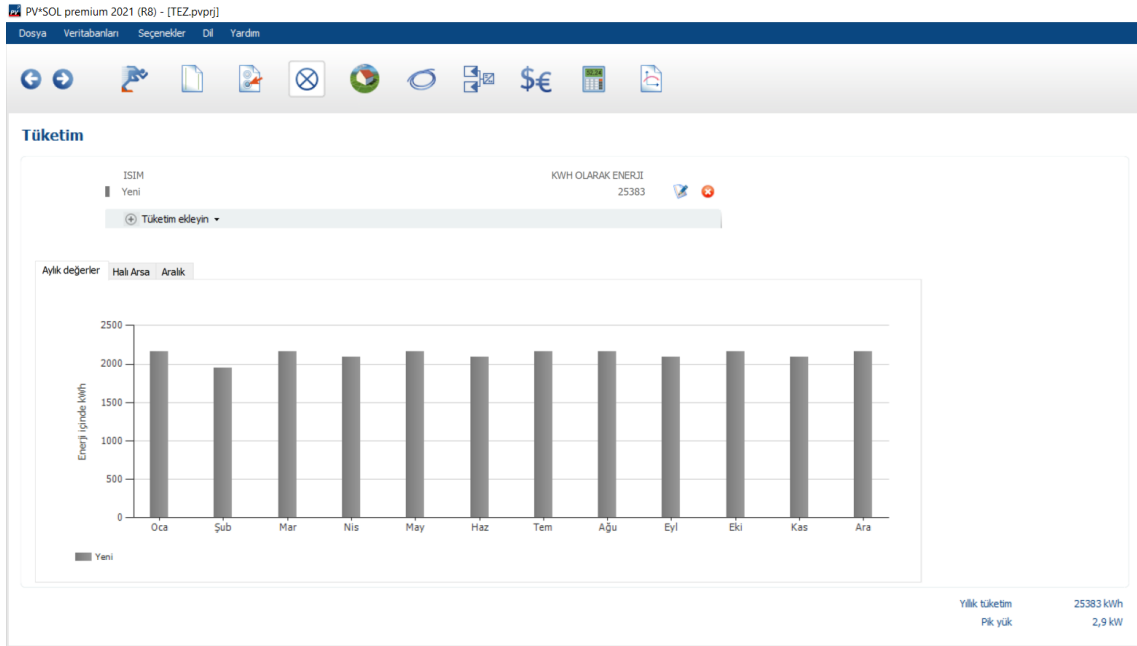 PV*SOL premium 2021 (R8) - [TEZ.pvprj]
Dosya Veritabanları Seçenekler Dil Yardım
$€
Tüketim
ISIM KWH OLARAK ENERJI
Yeni 25383
Tüketim ekleyin
Aylık değerler Halı Arsa Aralık
2500
2000
1500
1000
500
0
Enerji içinde kWh
Oca Şub Mar Nis May Haz Tem Ağu Eyl Eki Kas Ara
Yeni
Yıllık tüketim 25383 kWh
Pik yük 2,9 kW